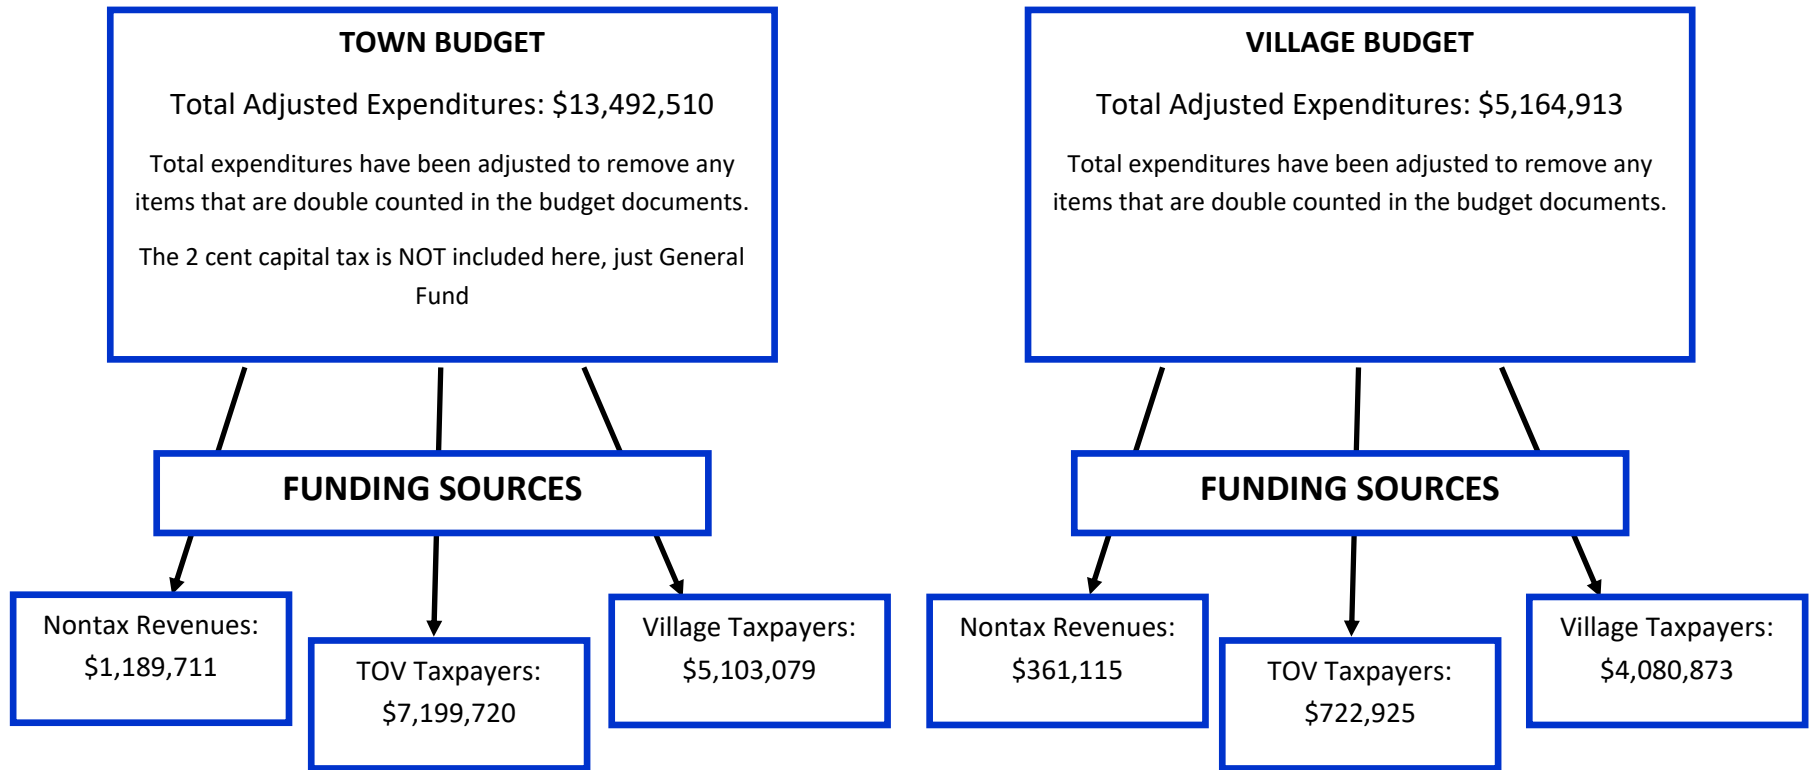 TOWN BUDGET
Total Adjusted Expenditures: $13,492,510
Total expenditures have been adjusted to remove any
items that are double counted in the budget documents.
The 2 cent capital tax is NOT included here, just General
Fund
FUNDING SOURCES
Nontax Revenues:
$1,189,711
TOV Taxpayers:
$7,199,720
Village Taxpayers:
$5,103,079
VILLAGE BUDGET
Total Adjusted Expenditures: $5,164,913
Total expenditures have been adjusted to remove any
items that are double counted in the budget documents.
FUNDING SOURCES
Nontax Revenues:
$361,115
TOV Taxpayers:
$722,925
Village Taxpayers:
$4,080,873